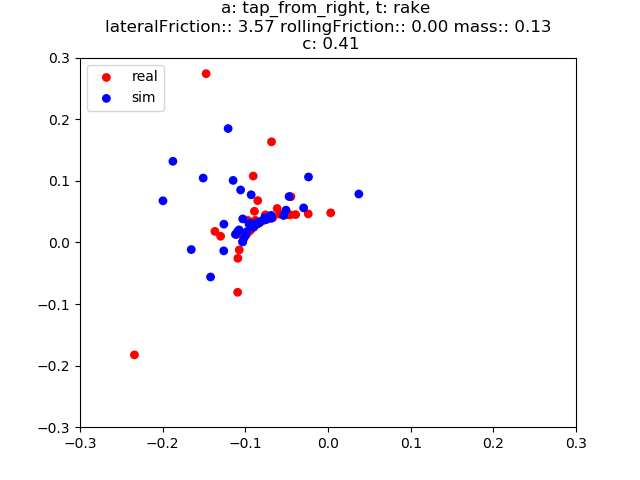 a: tap_from_right, t: rake
lateralFriction:: 3.57 rollingFriction:: 0.00 mass:: 0.13
c: 0.41
real
sim
0.3
0.2
0.1
0.0
−0.1
−0.2
−0.3
−0.3
−0.2
−0.1
0.0
0.1
0.2
0.3